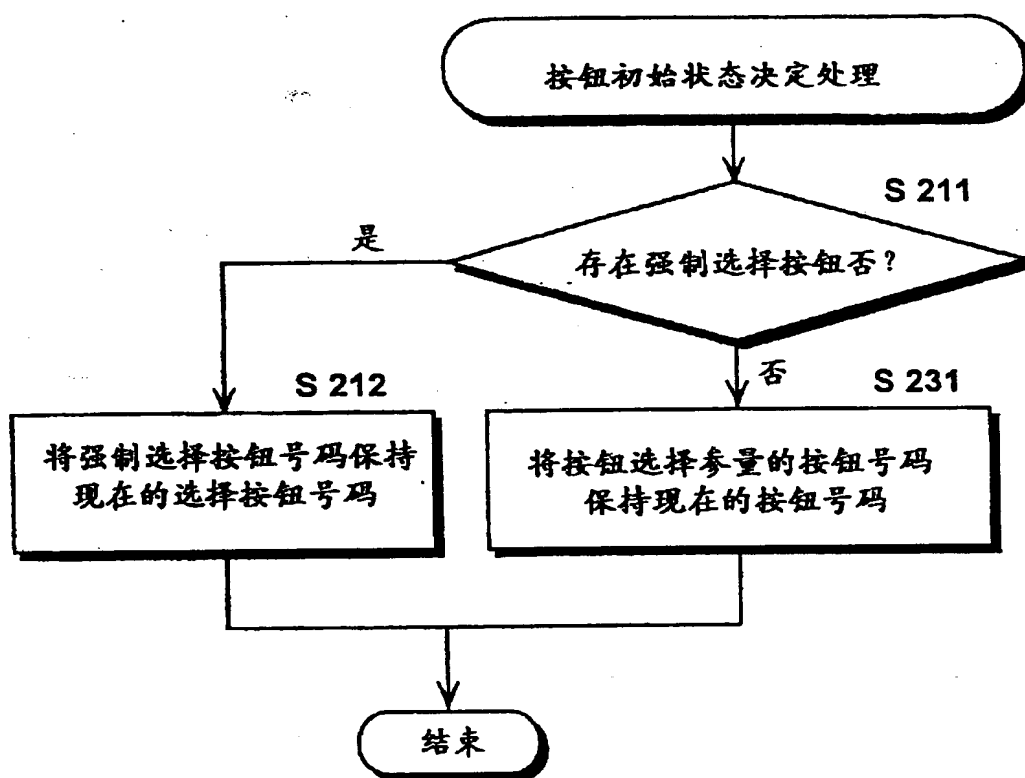 按钮初始状态决定处理
S 211
存在强制选择按钮否？
是
否
S 212
将强制选择按钮号码保持
现在的选择按钮号码
S 231
将按钮选择参量的按钮号码
保持现在的按钮号码
结束